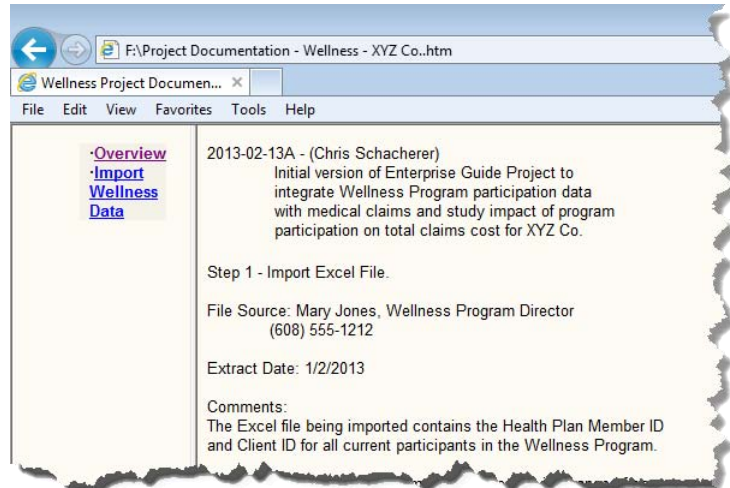 F:\Project Documentation - Wellness - XYZ Co..htm
Wellness Project Documen...
File Edit View Favorites Tools Help
·Overview
·Import
Wellness
Data
2013-02-13A - (Chris Schacherer)
Initial version of Enterprise Guide Project to
integrate Wellness Program participation data
with medical claims and study impact of program
participation on total claims cost for XYZ Co.
Step 1 - Import Excel File.
File Source: Mary Jones, Wellness Program Director
(608) 555-1212
Extract Date: 1/2/2013
Comments:
The Excel file being imported contains the Health Plan Member ID
and Client ID for all current participants in the Wellness Program.